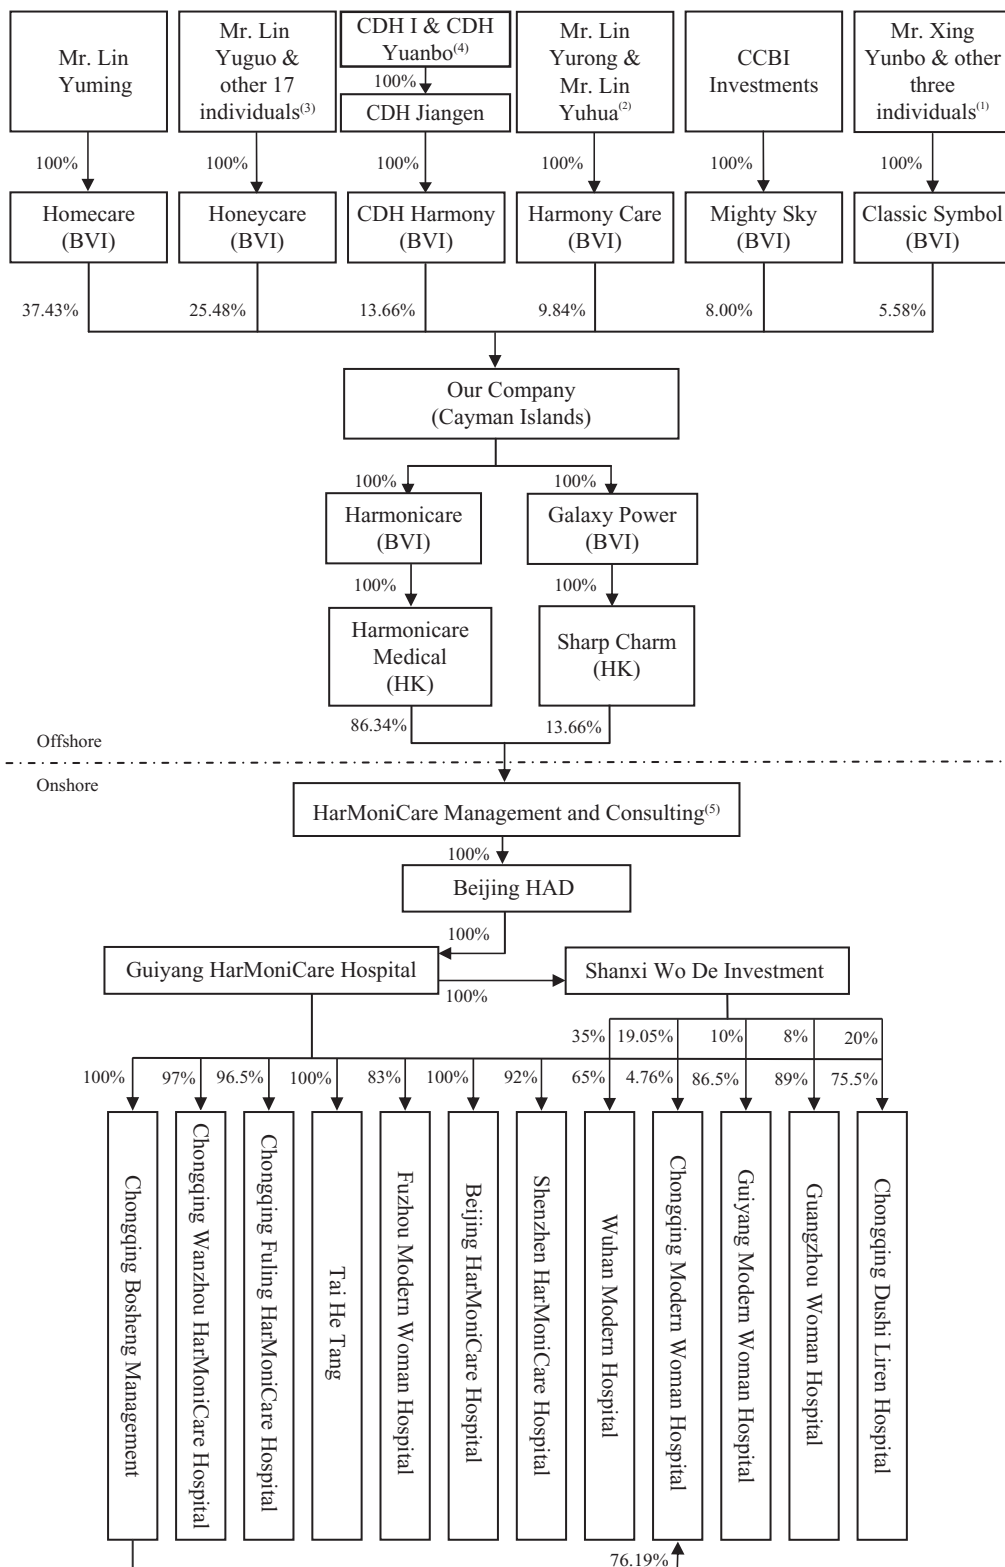 Mr. Lin
Yuming
Mr. Lin
Yuguo &
other 17
individuals(3)
CDH I & CDH
Yuanbo(4)
100%
CDH Jiangen
Mr. Lin
Yurong &
Mr. Lin
Yuhua(2)
CCBI
Investments
Mr. Xing
Yunbo & other
three
individuals(1)
100%
100%
100%
100%
100%
100%
Homecare
(BVI)
Honeycare
(BVI)
CDH Harmony
(BVI)
Harmony Care
(BVI)
Mighty Sky
(BVI)
Classic Symbol
(BVI)
37.43%
25.48%
13.66%
9.84%
8.00%
5.58%
Our Company
(Cayman Islands)
100%
100%
Harmonicare
(BVI)
Galaxy Power
(BVI)
100%
100%
Harmonicare
Medical
(HK)
Sharp Charm
(HK)
86.34%
13.66%
Offshore
Onshore
HarMoniCare Management and Consulting(5)
100%
Beijing HAD
100%
Guiyang HarMoniCare Hospital
100%
Shanxi Wo De Investment
35%
19.05%
10%
8%
20%
100%
97%
96.5%
100%
83%
100%
92%
65%
4.76%
86.5%
89%
75.5%
Chongqing Bosheng Management
Chongqing Wanzhou HarMoniCare Hospital
Chongqing Fuling HarMoniCare Hospital
Tai He Tang
Fuzhou Modern Woman Hospital
Beijing HarMoniCare Hospital
Shenzhen HarMoniCare Hospital
Wuhan Modern Hospital
Chongqing Modern Woman Hospital
Guiyang Modern Woman Hospital
Guangzhou Woman Hospital
Chongqing Dushi Liren Hospital
76.19%